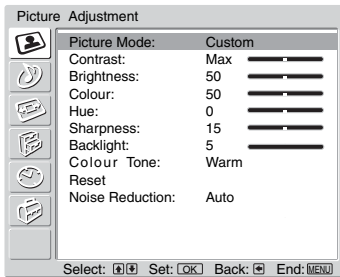 Picture Adjustment
Picture Mode: Custom
Contrast: Max
Brightness: 50
Colour: 50
Hue: 0
Sharpness: 15
Backlight: 5
Colour Tone: Warm
Reset
Noise Reduction: Auto
Select: Set: OK Back: End: MENU